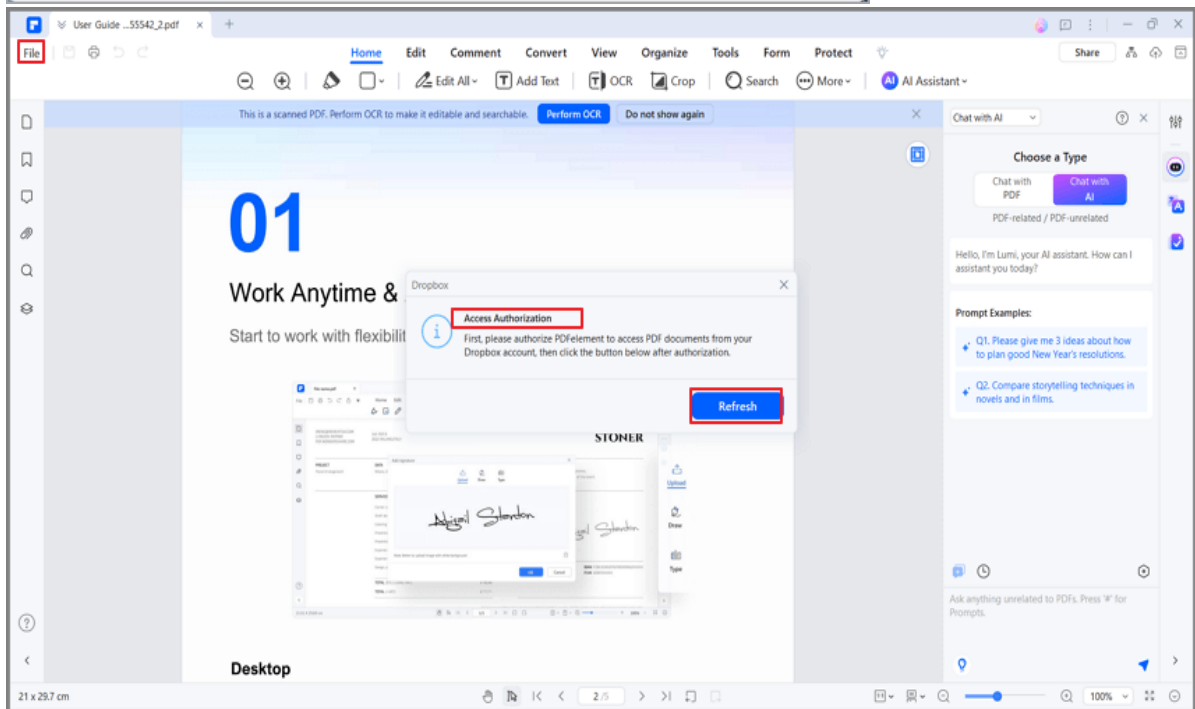 User Guide ...55542_2.pdf
File
Home Edit Comment Convert View Organize Tools Form Protect
Share
Edit All Add Text OCR Crop Search More AI AI Assistant
This is a scanned PDF. Perform OCR to make it editable and searchable. Perform OCR Do not show again
Chat with AI
Choose a Type
Chat with PDF
Chat with AI
PDF-related / PDF-unrelated
Hello, I'm Lumi, your AI assistant. How can I
assistant you today?
Prompt Examples:
Q1. Please give me 3 ideas about how
to plan good New Year's resolutions.
Q2. Compare storytelling techniques in
novels and in films.
01
Work Anytime &
Start to work with flexibilit
Dropbox
Access Authorization
First, please authorize PDFelement to access PDF documents from your
Dropbox account, then click the button below after authorization.
Refresh
STONER
Upload
Draw
Type
Abigail Standon
Desktop
Ask anything unrelated to PDFs. Press '#' for
Prompts.
21 x 29.7 cm
2 /5
100%